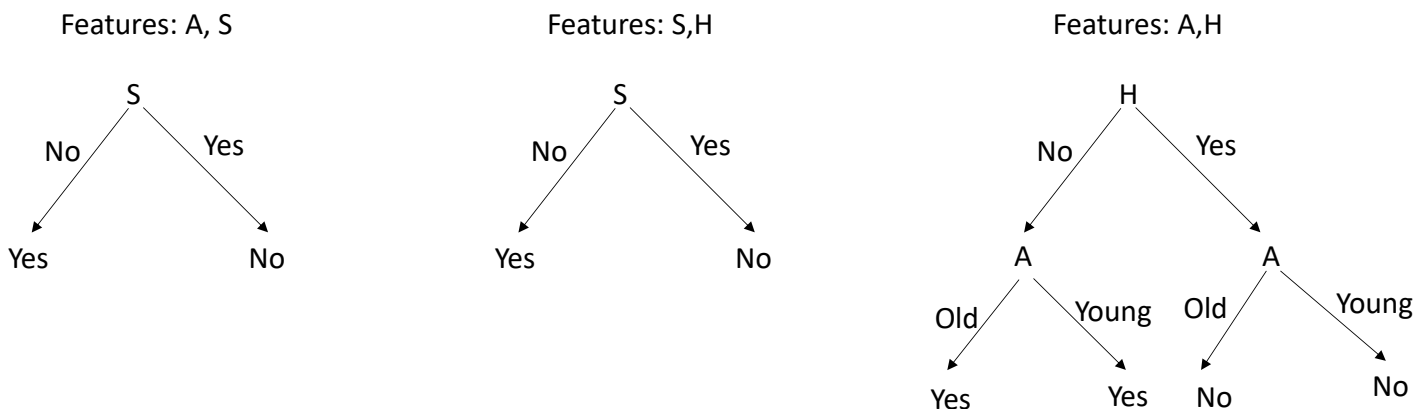 Features: A, S
S
No
Yes
Yes
No
Features: S,H
S
No
Yes
Yes
No
Features: A,H
H
No
Yes
A
A
Old
Young
Old
Young
Yes
Yes
No
No